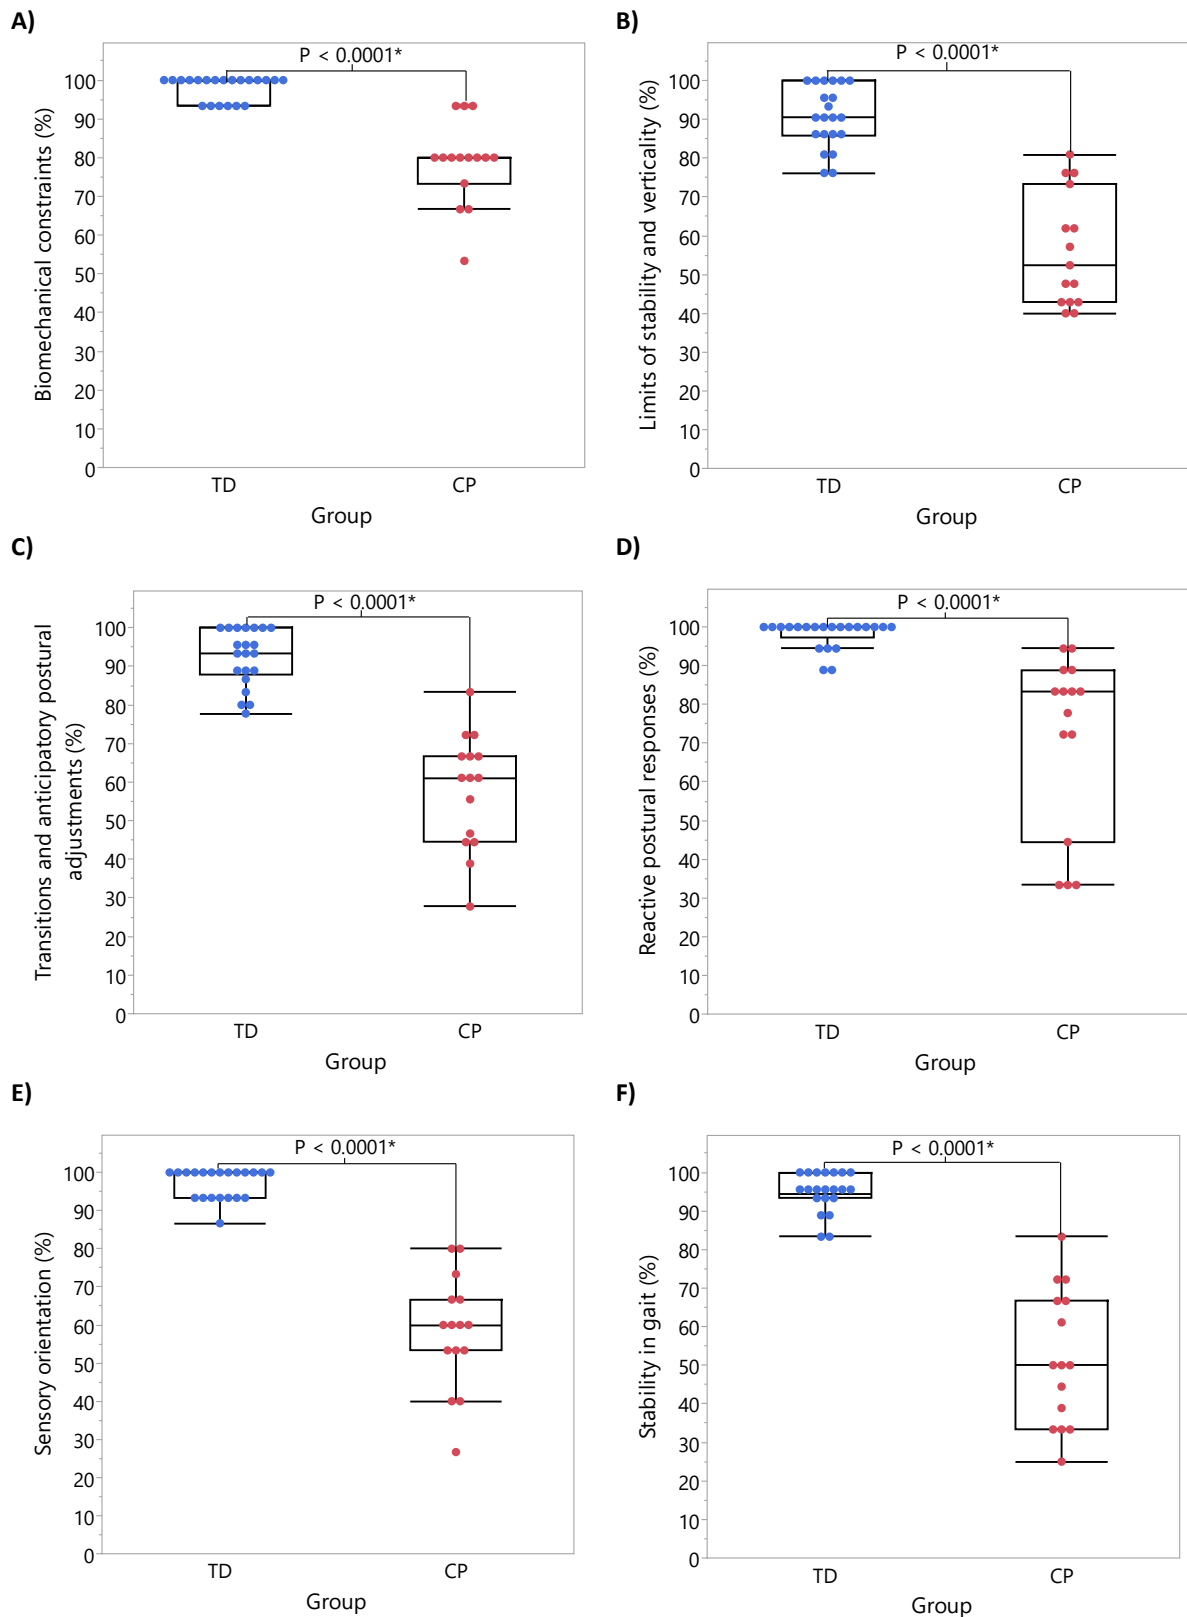 A)
P < 0.0001*
Biomechanical constraints (%)
100
90
80
70
60
50
40
30
20
10
0
TD
CP
Group
B)
P < 0.0001*
Limits of stability and verticality (%)
100
90
80
70
60
50
40
30
20
10
0
TD
CP
Group
C)
P < 0.0001*
Transitions and anticipatory postural
adjustments (%)
100
90
80
70
60
50
40
30
20
10
0
TD
CP
Group
D)
P < 0.0001*
Reactive postural responses (%)
100
90
80
70
60
50
40
30
20
10
0
TD
CP
Group
E)
P < 0.0001*
Sensory orientation (%)
100
90
80
70
60
50
40
30
20
10
0
TD
CP
Group
F)
P < 0.0001*
Stability in gait (%)
100
90
80
70
60
50
40
30
20
10
0
TD
CP
Group